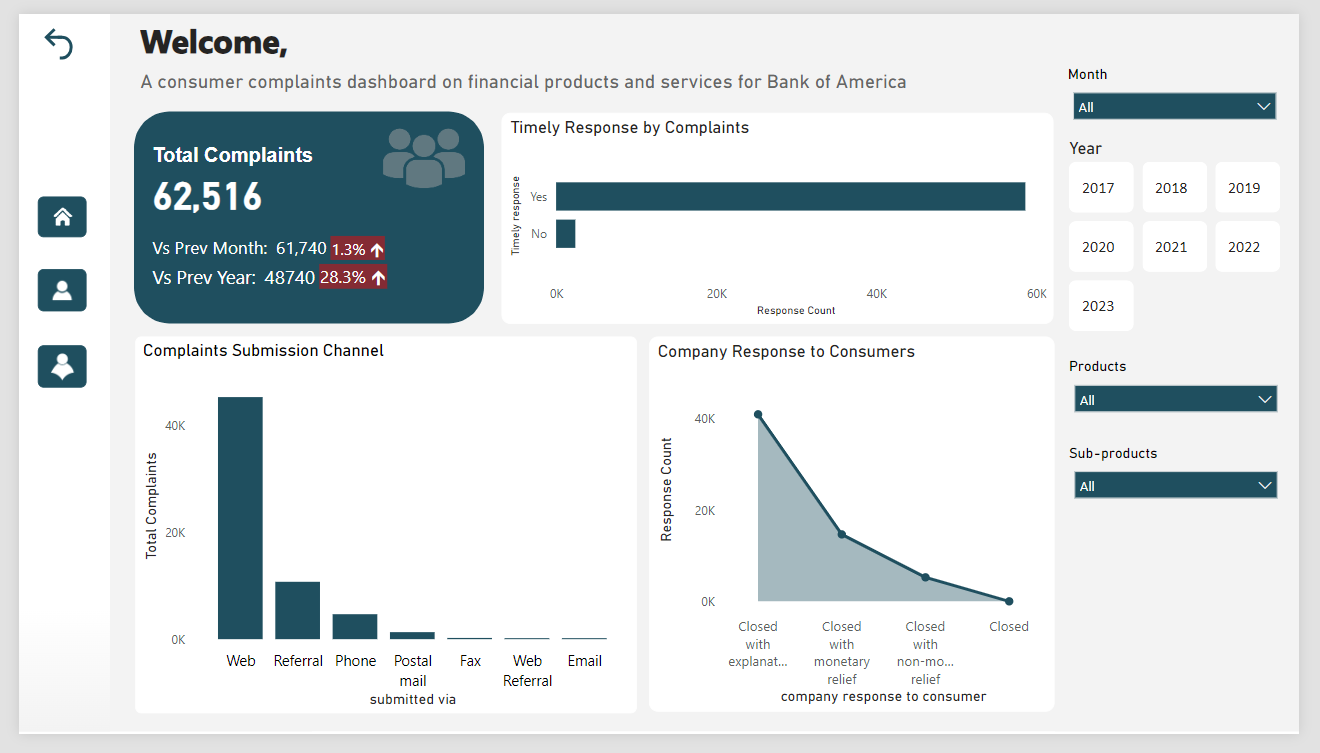 Welcome,
A consumer complaints dashboard on financial products and services for Bank of America
Total Complaints
62,516
Vs Prev Month: 61,740 1.3%
Vs Prev Year: 48740 28.3%
Timely Response by Complaints
Timely response
Yes
No
0K 20K 40K 60K
Response Count
Month
All
Year
2017 2018 2019
2020 2021 2022
2023
Products
All
Sub-products
All
Complaints Submission Channel
Total Complaints
40K
20K
0K
Web Referral Phone Postal mail Fax Web Referral Email
submitted via
Company Response to Consumers
Response Count
40K
20K
0K
Closed with explanat... Closed with monetary relief Closed with non-mo... relief Closed
company response to consumer